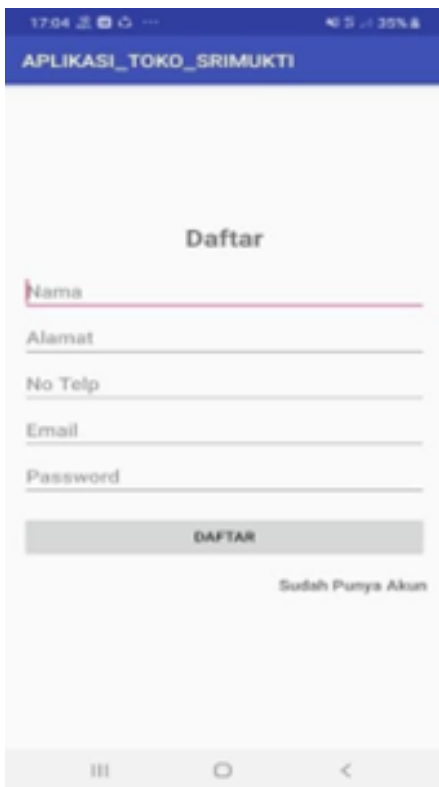 17:04
35%
APLIKASI_TOKO_SRIMUKTI
Daftar
Nama
Alamat
No Telp
Email
Password
DAFTAR
Sudah Punya Akun